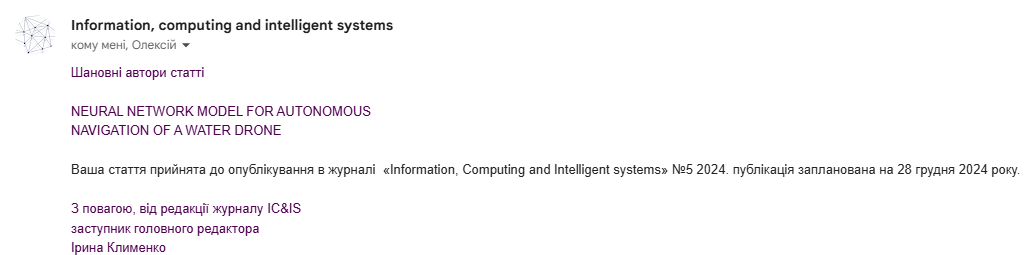 Information, computing and intelligent systems
кому мені, Олексій
Шановні автори статті
NEURAL NETWORK MODEL FOR AUTONOMOUS
NAVIGATION OF A WATER DRONE
Ваша стаття прийнята до опублікування в журналі «Information, Computing and Intelligent systems» №5 2024. публікація запланована на 28 грудня 2024 року.
З повагою, від редакції журналу IC&IS
заступник головного редактора
Ірина Клименко